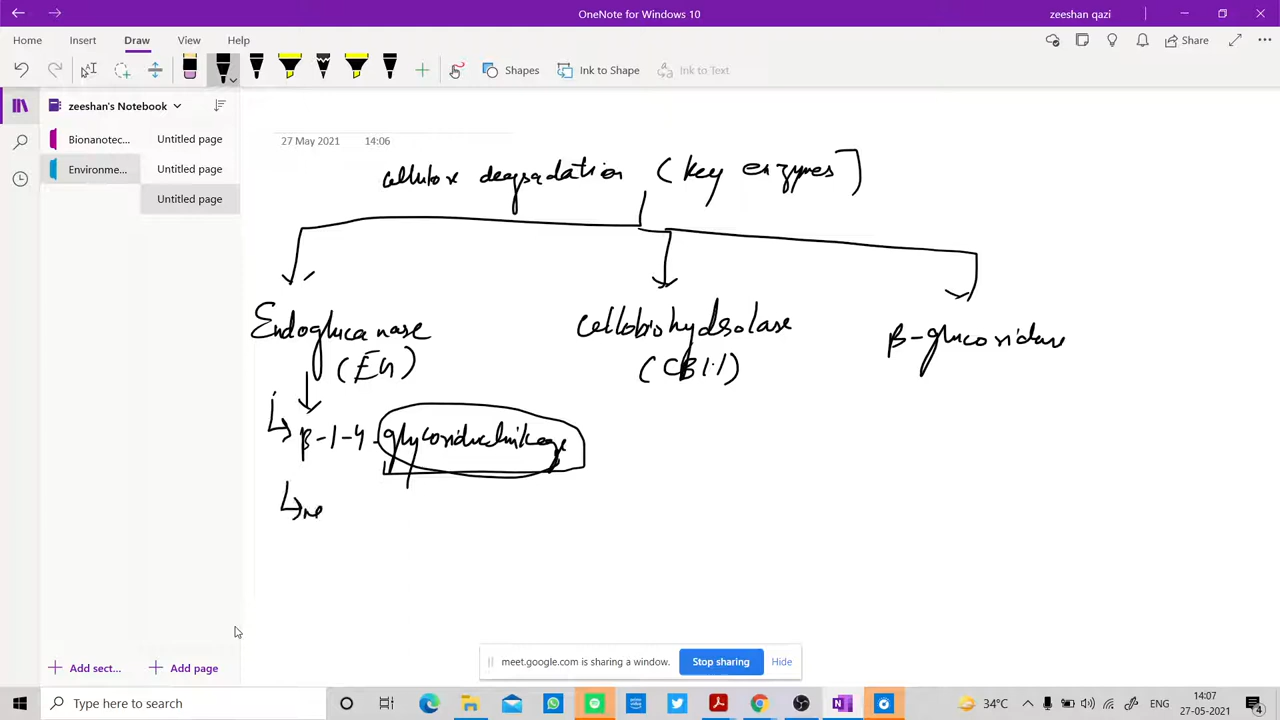 OneNote for Windows 10
zeeshan qazi
Home Insert Draw View Help
Share
Shapes Ink to Shape Ink to Text
zeeshan's Notebook
Bionanotec...
Environme...
Untitled page
Untitled page
Untitled page
27 May 2021 14:06
degradation (key enzymes]
Endoglucanase
(EG)
Cellobiohydrolase
β-glucosidase
β-1-4-glycosidic linkage
Add sect... Add page
meet.google.com is sharing a window. Stop sharing Hide
Type here to search
34°C
14:07
27-05-2021
4